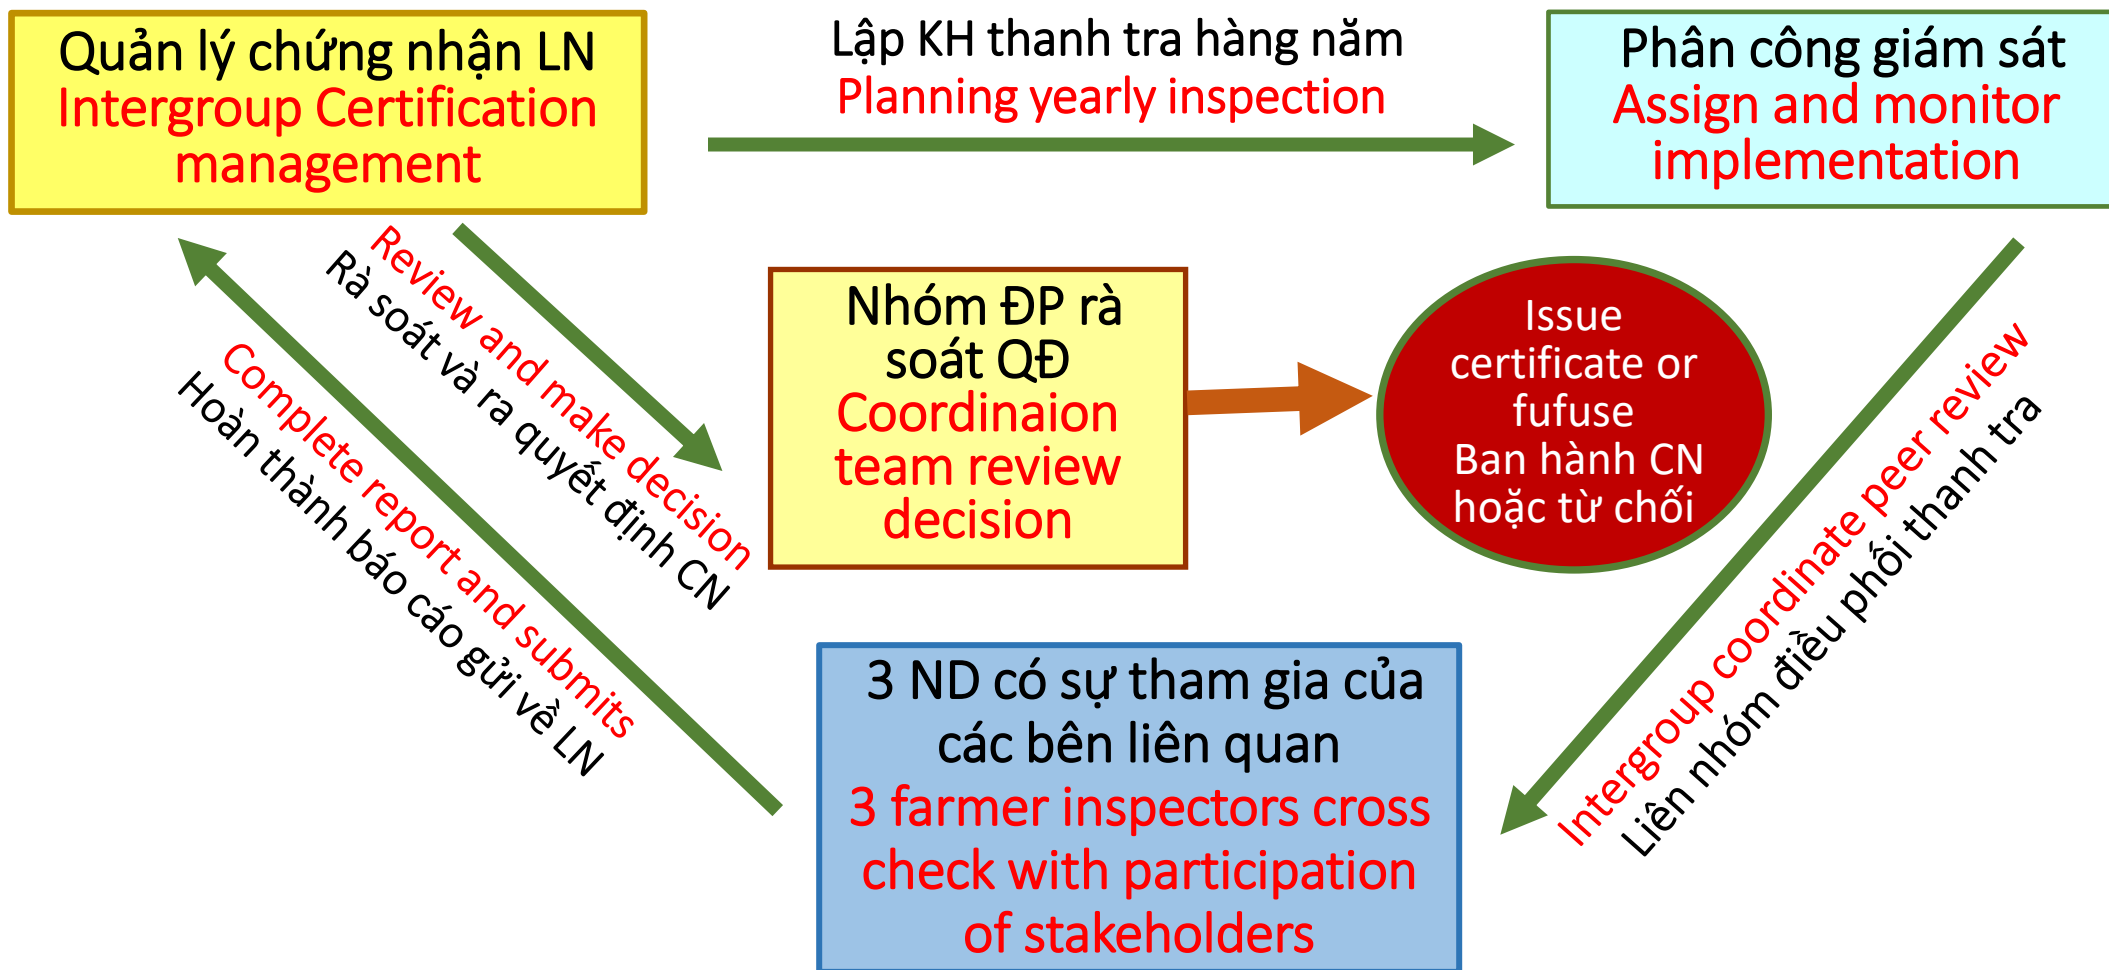 Quản lý chứng nhận LN
Intergroup Certification
management
Lập KH thanh tra hàng năm
Planning yearly inspection
Phân công giám sát
Assign and monitor
implementation
Review and make decision
Rà soát và ra quyết định CN
Complete report and submits
Hoàn thành báo cáo gửi về LN
Nhóm ĐP rà
soát QĐ
Coordinaion
team review
decision
Issue
certificate or
fufuse
Ban hành CN
hoặc từ chối
Intergroup coordinate peer review
Liên nhóm điều phối thanh tra
3 ND có sự tham gia của
các bên liên quan
3 farmer inspectors cross
check with participation
of stakeholders